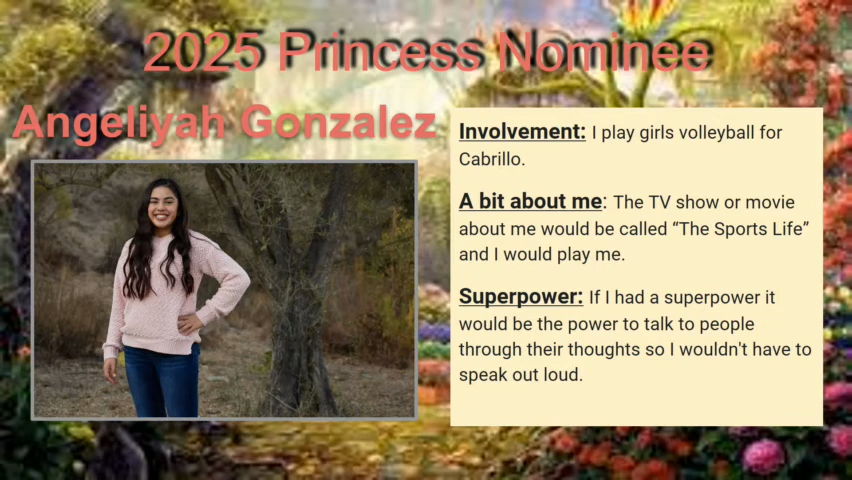 2025 Princess Nominee
Angeliyah Gonzalez
Involvement: I play girls volleyball for
Cabrillo.
A bit about me: The TV show or movie
about me would be called “The Sports Life”
and I would play me.
Superpower: If I had a superpower it
would be the power to talk to people
through their thoughts so I wouldn't have to
speak out loud.